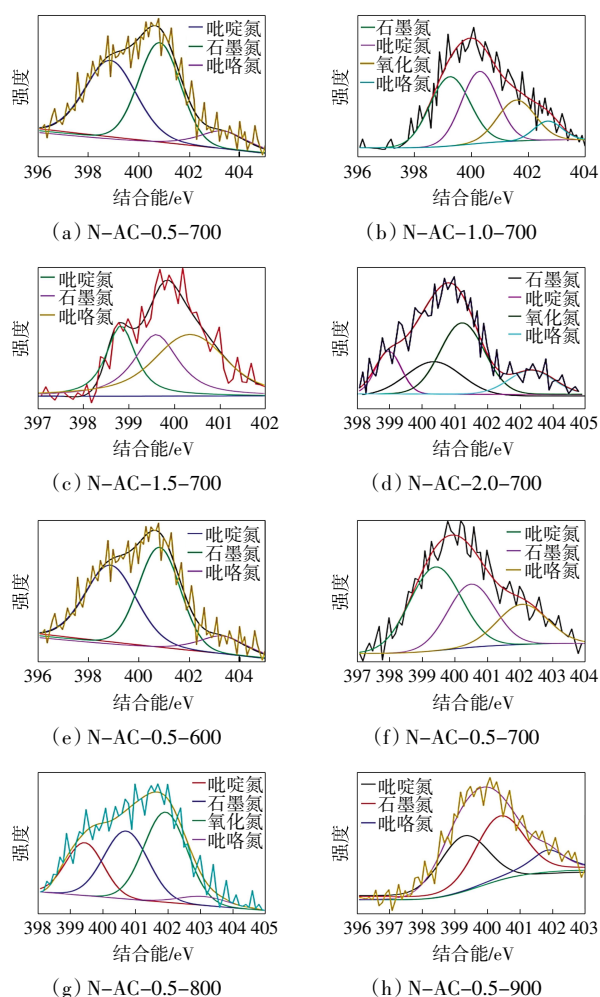 吡啶氮
石墨氮
吡咯氮
强度
396 398 400 402 404
结合能/eV
(a) N-AC-0.5-700
石墨氮
吡啶氮
氧化氮
吡咯氮
强度
396 398 400 402 404
结合能/eV
(b) N-AC-1.0-700
吡啶氮
石墨氮
吡咯氮
强度
397 398 399 400 401 402
结合能/eV
(c) N-AC-1.5-700
石墨氮
吡啶氮
氧化氮
吡咯氮
强度
398 399 400 401 402 403 404 405
结合能/eV
(d) N-AC-2.0-700
吡啶氮
石墨氮
吡咯氮
强度
396 398 400 402 404
结合能/eV
(e) N-AC-0.5-600
吡啶氮
石墨氮
吡咯氮
强度
397 398 399 400 401 402 403 404
结合能/eV
(f) N-AC-0.5-700
吡啶氮
石墨氮
氧化氮
吡咯氮
强度
398 399 400 401 402 403 404 405
结合能/eV
(g) N-AC-0.5-800
吡啶氮
石墨氮
吡咯氮
强度
396 397 398 399 400 401 402 403
结合能/eV
(h) N-AC-0.5-900